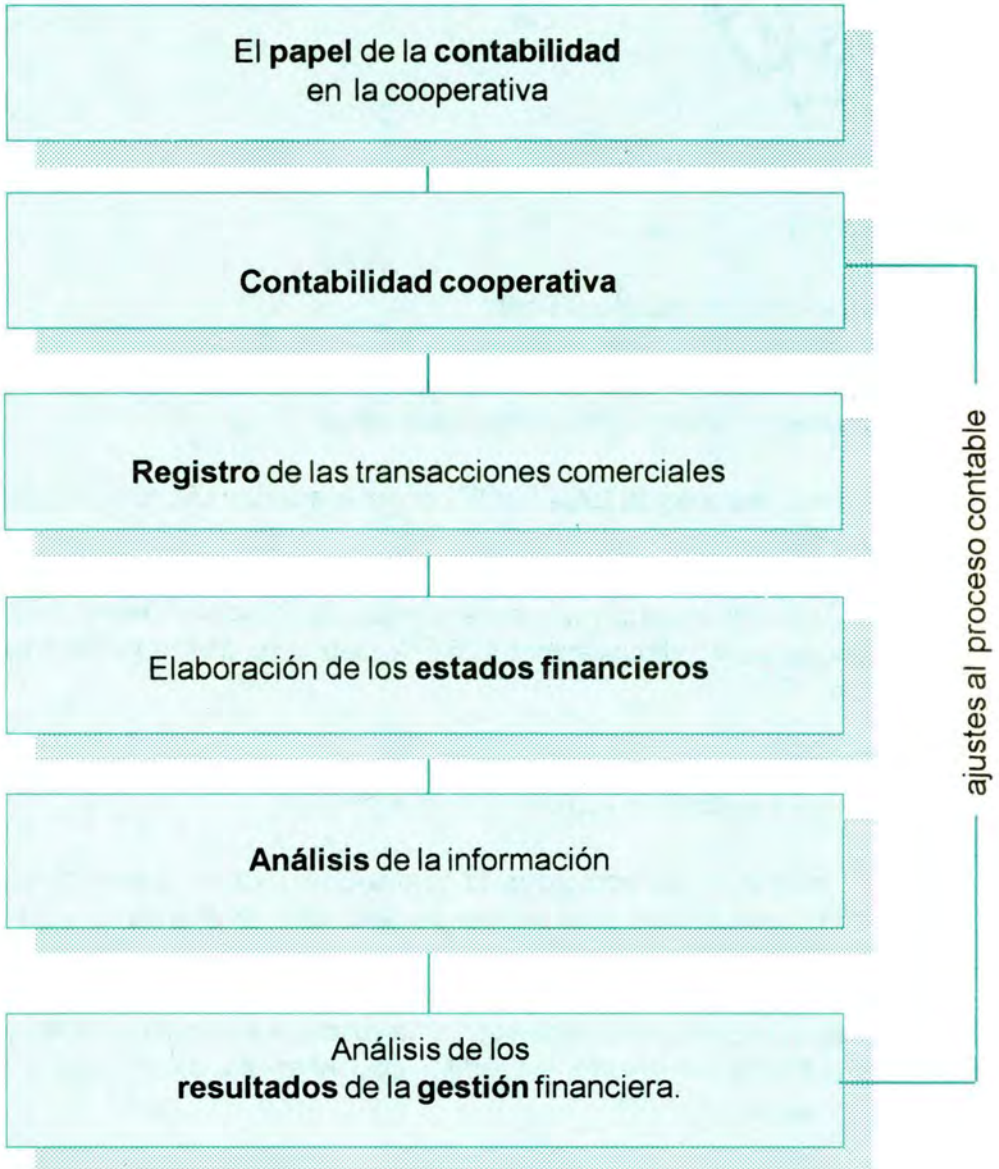 El papel de la contabilidad
en la cooperativa
Contabilidad cooperativa
Registro de las transacciones comerciales
Elaboración de los estados financieros
Análisis de la información
Análisis de los
resultados de la gestión financiera.
ajustes al proceso contable